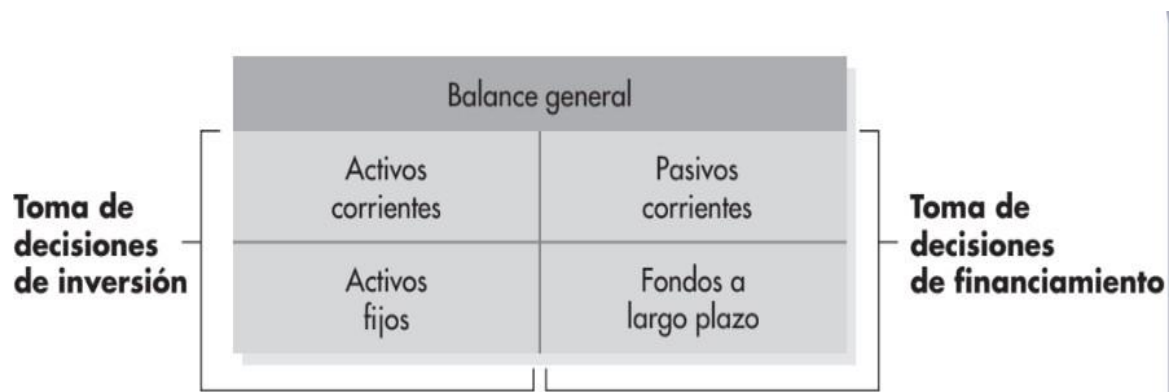 Balance general
Toma de
decisiones
de inversión
Activos
corrientes
Pasivos
corrientes
Activos
fijos
Fondos a
largo plazo
Toma de
decisiones
de financiamiento